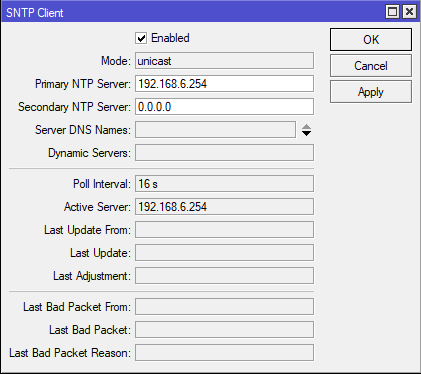 SNTP Client
Enabled
OK
Mode: unicast
Cancel
Primary NTP Server: 192.168.6.254
Apply
Secondary NTP Server: 0.0.0.0
Server DNS Names:
Dynamic Servers:
Poll Interval: 16 s
Active Server: 192.168.6.254
Last Update From:
Last Update:
Last Adjustment:
Last Bad Packet From:
Last Bad Packet:
Last Bad Packet Reason: